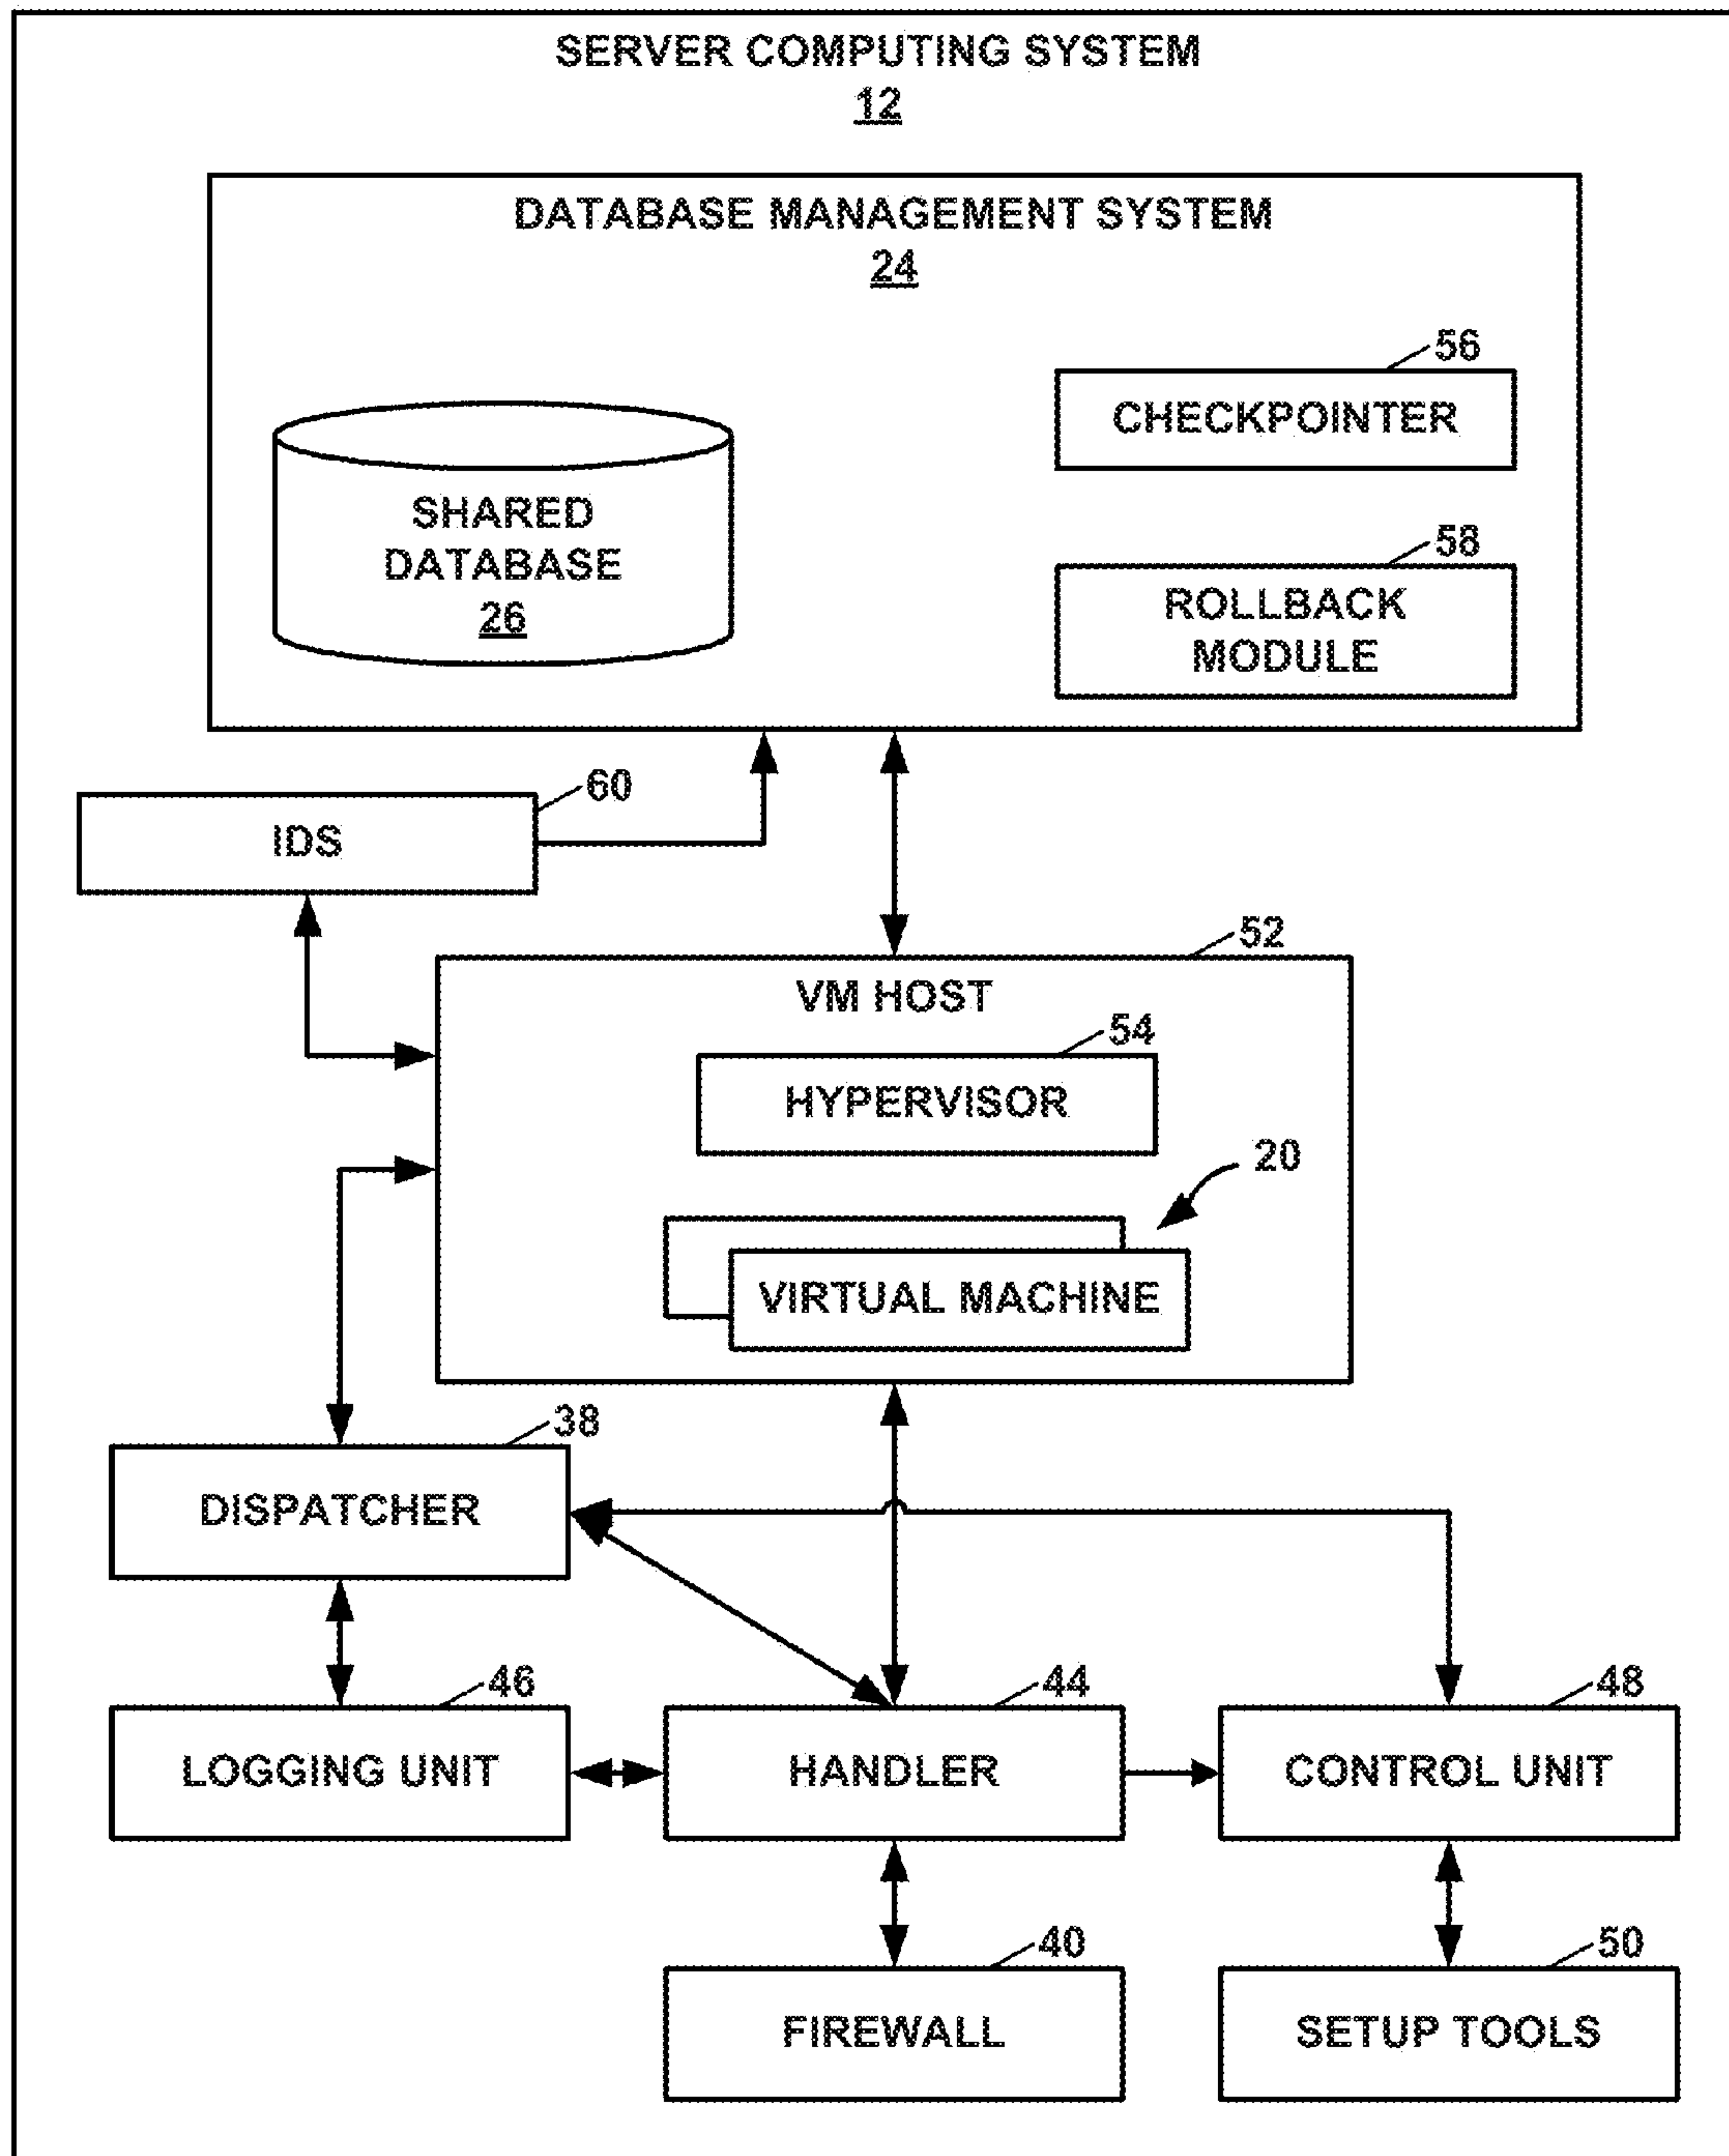 SERVER COMPUTING SYSTEM
12
DATABASE MANAGEMENT SYSTEM
24
56
CHECKPOINTER
SHARED
DATABASE
26
58
ROLLBACK
MODULE
60
IDS
52
VM HOST
54
HYPERVISOR
20
VIRTUAL MACHINE
38
DISPATCHER
46
LOGGING UNIT
44
HANDLER
48
CONTROL UNIT
40
FIREWALL
50
SETUP TOOLS